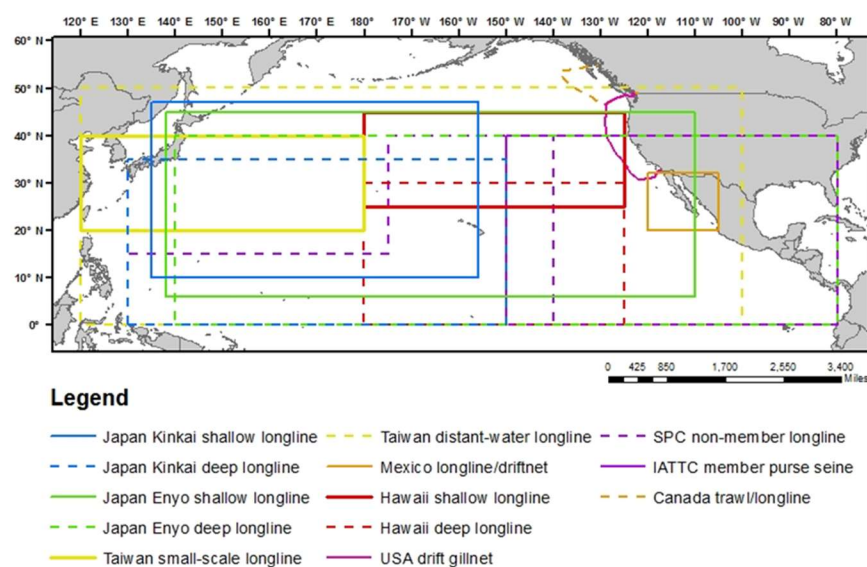 120° E 130° E 140° E 150° E 160° E 170° E 180° 170° W 160° W 150° W 140° W 130° W 120° W 110° W 100° W 90° W 80° W
60° N
50° N
40° N
30° N
20° N
10° N
0°
0 425 850 1,700 2,550 3,400
Miles
Legend
Japan Kinkai shallow longline
Japan Kinkai deep longline
Japan Enyo shallow longline
Japan Enyo deep longline
Taiwan small-scale longline
Taiwan distant-water longline
Mexico longline/driftnet
Hawaii shallow longline
Hawaii deep longline
USA drift gillnet
SPC non-member longline
IATTC member purse seine
Canada trawl/longline